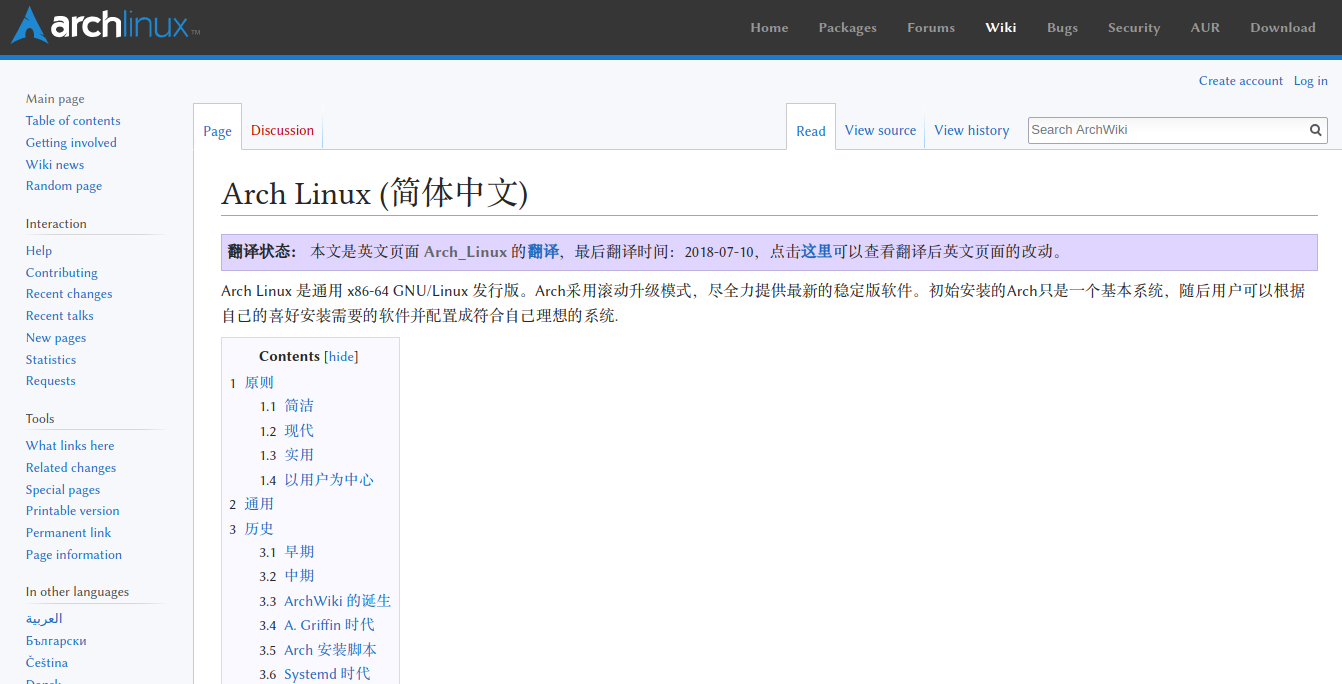 archlinux™
Home Packages Forums Wiki Bugs Security AUR Download
Create account Log in
Main page
Table of contents
Getting involved
Wiki news
Random page
Interaction
Help
Contributing
Recent changes
Recent talks
New pages
Statistics
Requests
Tools
What links here
Related changes
Special pages
Printable version
Permanent link
Page information
In other languages
العربية
Български
Čeština
Dansk
Page Discussion
Read View source View history Search ArchWiki
Arch Linux (简体中文)
翻译状态： 本文是英文页面 Arch_Linux 的翻译，最后翻译时间：2018-07-10，点击这里可以查看翻译后英文页面的改动。
Arch Linux 是通用 x86-64 GNU/Linux 发行版。Arch采用滚动升级模式，尽全力提供最新的稳定版软件。初始安装的Arch只是一个基本系统，随后用户可以根据
自己的喜好安装需要的软件并配置成符合自己理想的系统.
Contents [hide]
1 原则
1.1 简洁
1.2 现代
1.3 实用
1.4 以用户为中心
2 通用
3 历史
3.1 早期
3.2 中期
3.3 ArchWiki 的诞生
3.4 A. Griffin 时代
3.5 Arch 安装脚本
3.6 Systemd 时代